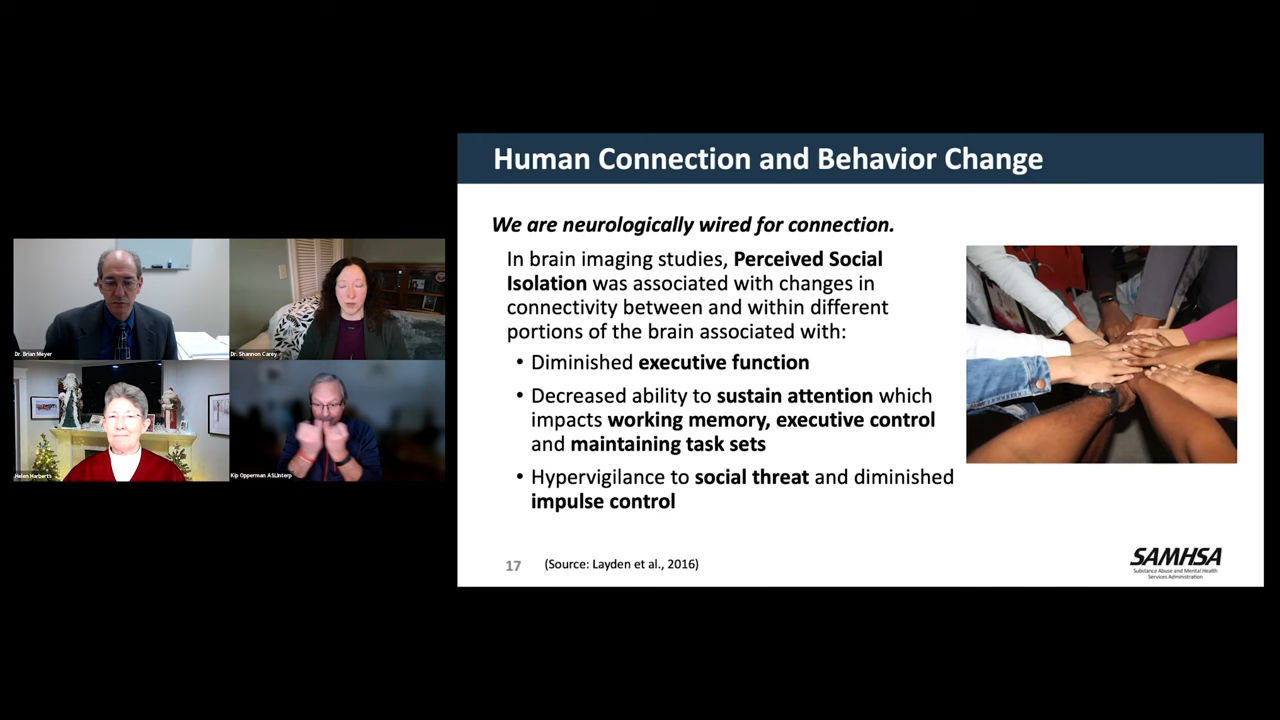 Human Connection and Behavior Change
We are neurologically wired for connection.
In brain imaging studies, Perceived Social
Isolation was associated with changes in
connectivity between and within different
portions of the brain associated with:
• Diminished executive function
• Decreased ability to sustain attention which
impacts working memory, executive control
and maintaining task sets
• Hypervigilance to social threat and diminished
impulse control
17
(Source: Layden et al., 2016)
SAMHSA
Substance Abuse and Mental Health
Services Administration
Dr. Brian Meyer
Dr. Shannon Carey
Helen Harberts
Kip Opperman ASLInterp